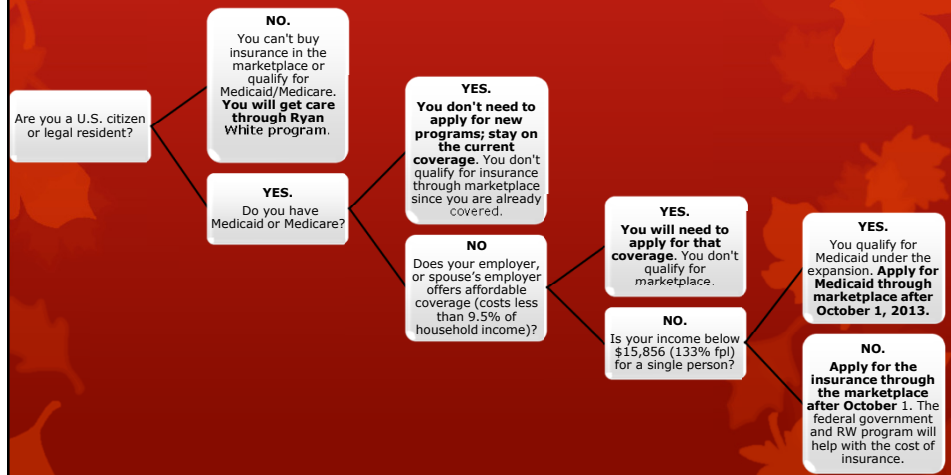 Are you a U.S. citizen
or legal resident?
NO.
You can't buy
insurance in the
marketplace or
qualify for
Medicaid/Medicare.
You will get care
through Ryan
White program.
YES.
Do you have
Medicaid or Medicare?
YES.
You don't need to
apply for new
programs; stay on
the current
coverage. You don't
qualify for insurance
through marketplace
since you are already
covered.
NO
Does your employer,
or spouse’s employer
offers affordable
coverage (costs less
than 9.5% of
household income)?
YES.
You will need to
apply for that
coverage. You don't
qualify for
marketplace.
NO.
Is your income below
$15,856 (133% fpl)
for a single person?
YES.
You qualify for
Medicaid under the
expansion. Apply for
Medicaid through
marketplace after
October 1, 2013.
NO.
Apply for the
insurance through
the marketplace
after October 1. The
federal government
and RW program will
help with the cost of
insurance.